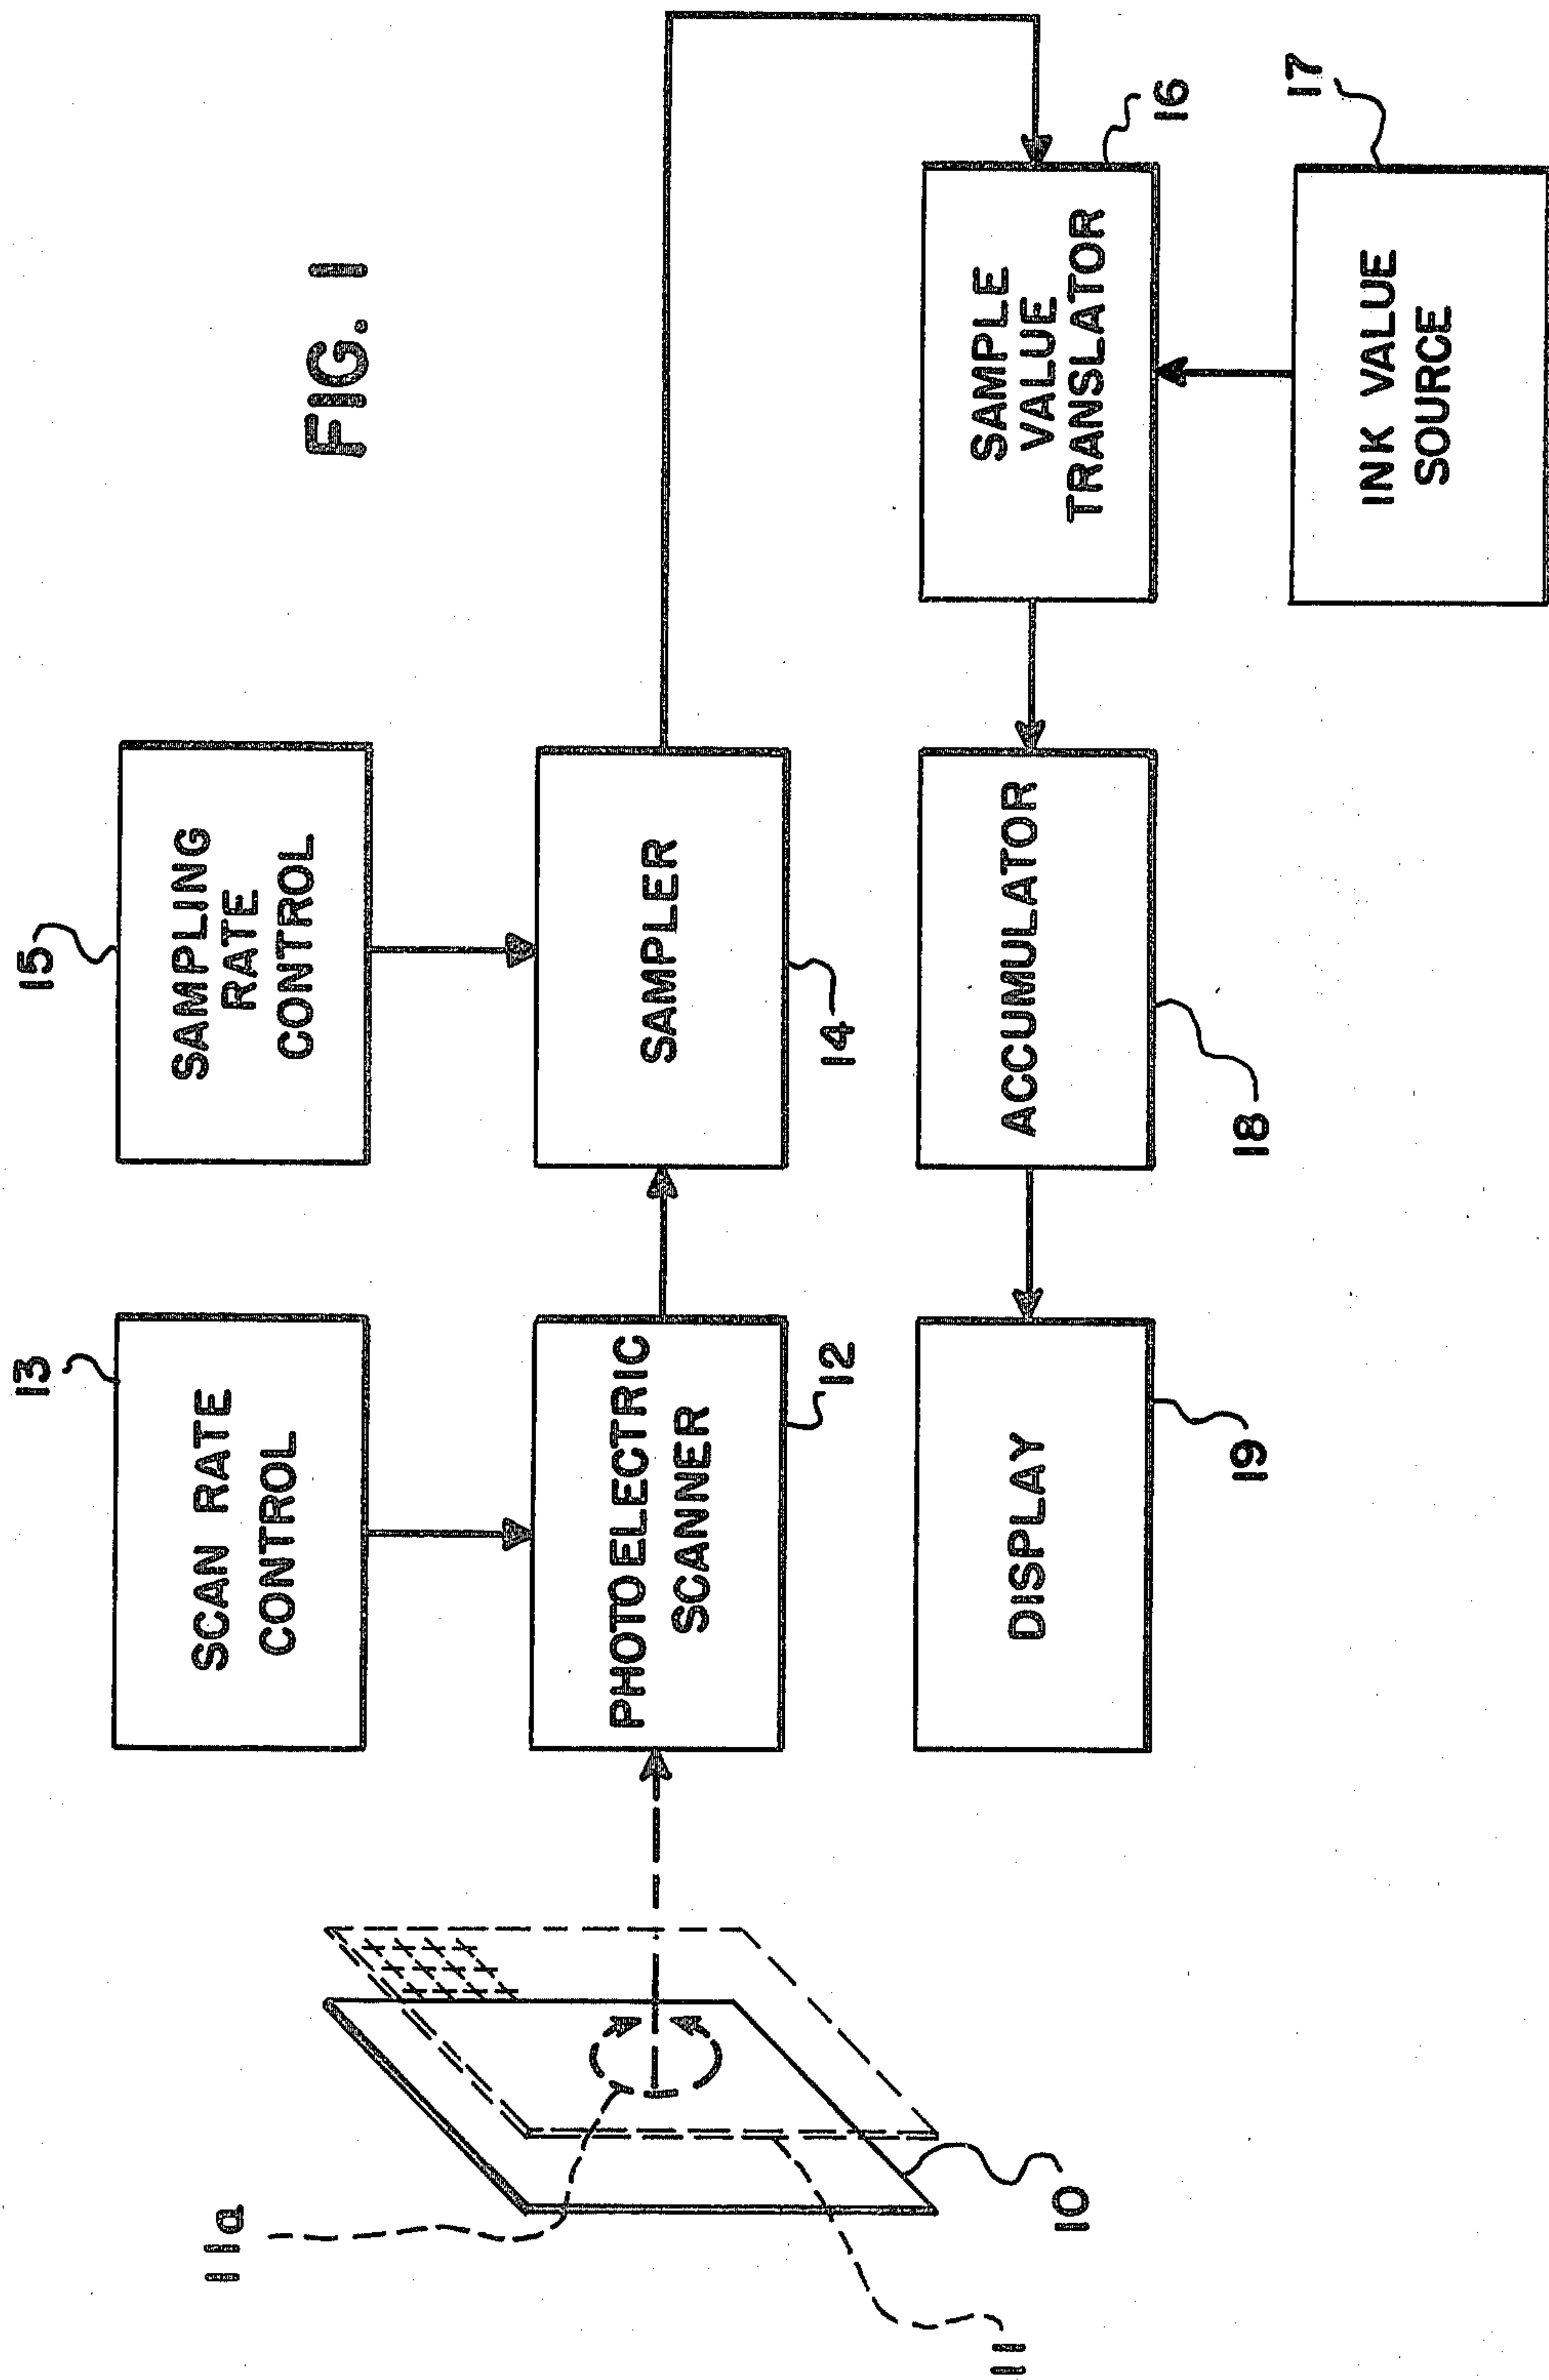 FIG. 1
13
SCAN RATE
CONTROL
15
SAMPLING
RATE
CONTROL
11a
PHOTOELECTRIC
SCANNER
12
SAMPLER
14
10
11
DISPLAY
19
ACCUMULATOR
18
SAMPLE
VALUE
TRANSLATOR
16
INK VALUE
SOURCE
17